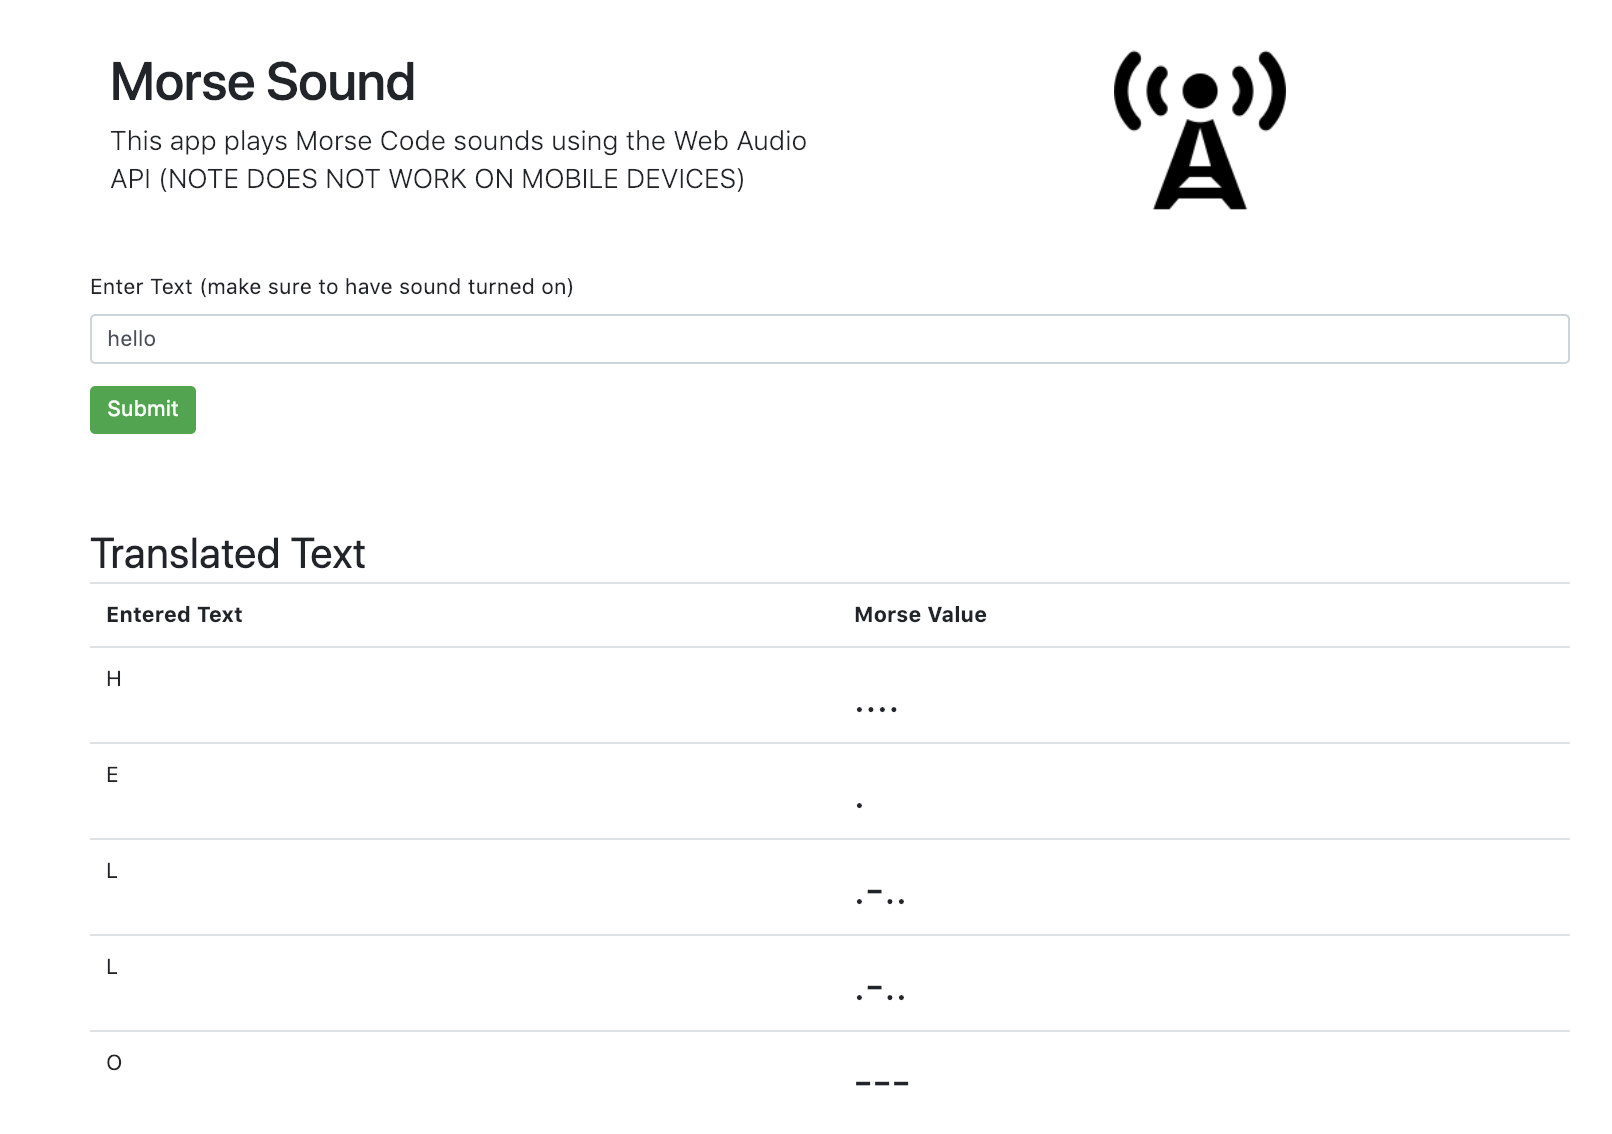 Morse Sound
This app plays Morse Code sounds using the Web Audio
API (NOTE DOES NOT WORK ON MOBILE DEVICES)
Enter Text (make sure to have sound turned on)
hello
Submit
Translated Text
Entered Text Morse Value
H ....
E .
L .-..
L .-..
O ---